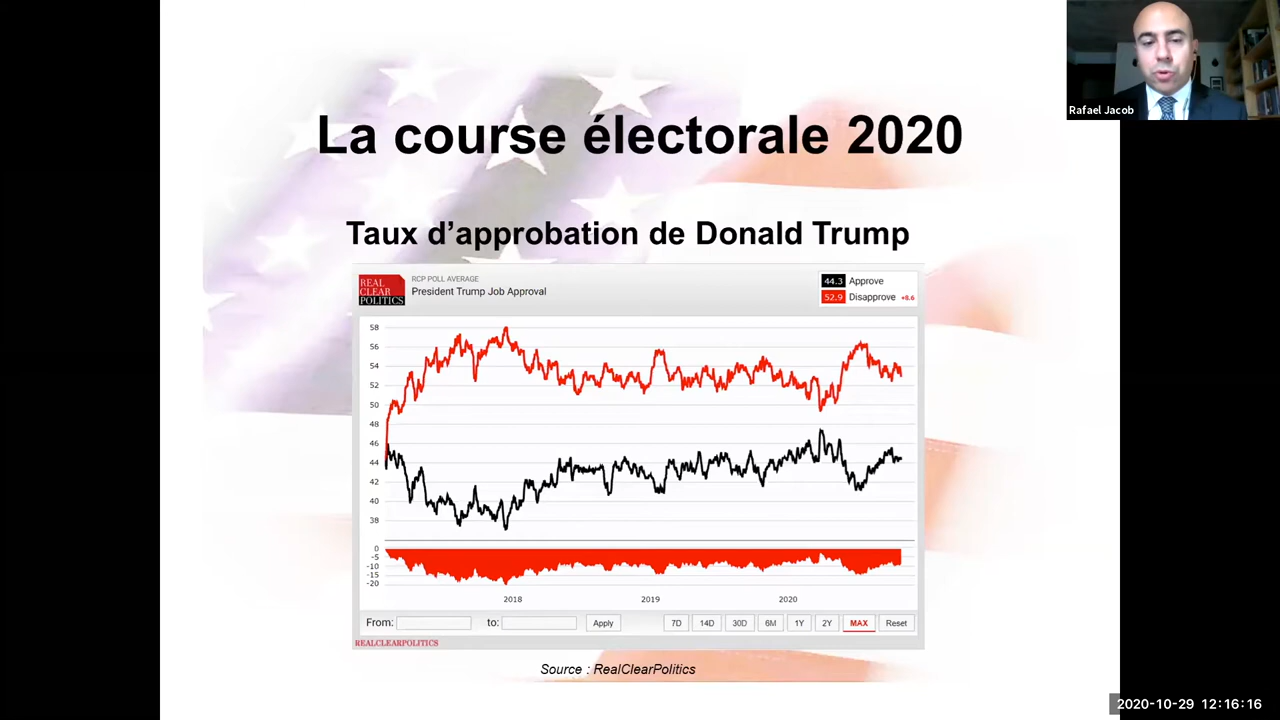 Rafael Jacob
La course électorale 2020
Taux d'approbation de Donald Trump
REAL
CLEAR
POLITICS
RCP POLL AVERAGE
President Trump Job Approval
44.3 Approve
52.9 Disapprove +8.6
58
56
54
52
50
48
46
44
42
40
38
0
-5
-10
-15
-20
2018 2019 2020
From: to: Apply 7D 14D 30D 6M 1Y 2Y MAX Reset
REALCLEARPOLITICS
Source : RealClearPolitics
2020-10-29 12:16:16